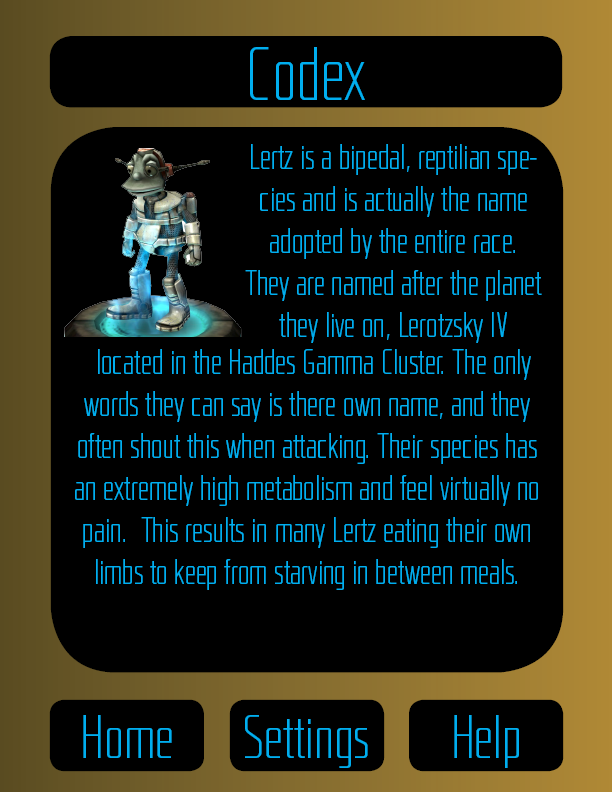 Codex
Lertz is a bipedal, reptilian spe-
cies and is actually the name
adopted by the entire race.
They are named after the planet
they live on, Lerotzsky IV
located in the Haddes Gamma Cluster. The only
words they can say is there own name, and they
often shout this when attacking. Their species has
an extremely high metabolism and feel virtually no
pain.  This results in many Lertz eating their own
limbs to keep from starving in between meals.
Home
Settings
Help